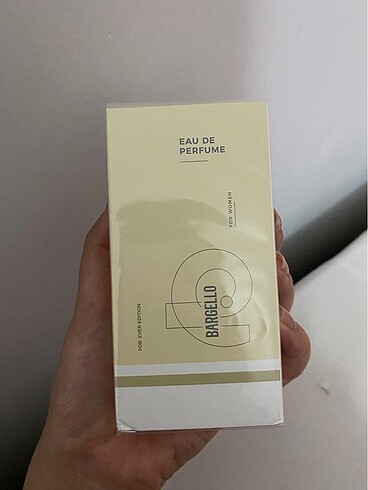 EAU DE
PERFUME
FOR WOMEN
BARGELLO
FOR EVER EDITION